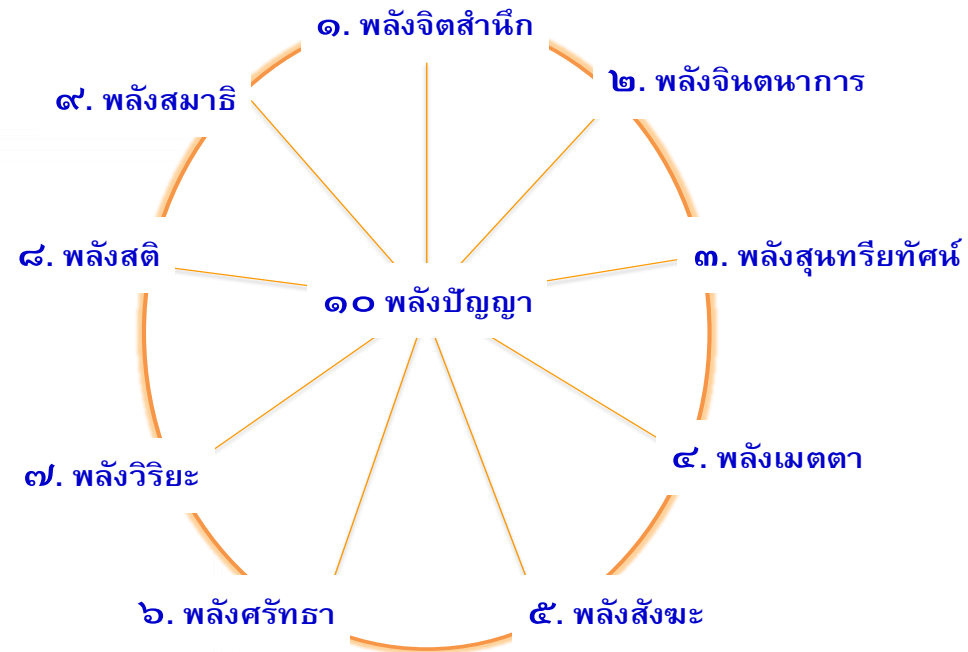 ๑. พลังจิตสำนึก
๒. พลังจินตนาการ
๓. พลังสุนทรียทัศน์
๔. พลังเมตตา
๕. พลังสังฆะ
๖. พลังศรัทธา
๗. พลังวิริยะ
๘. พลังสติ
๙. พลังสมาธิ
๑๐ พลังปัญญา